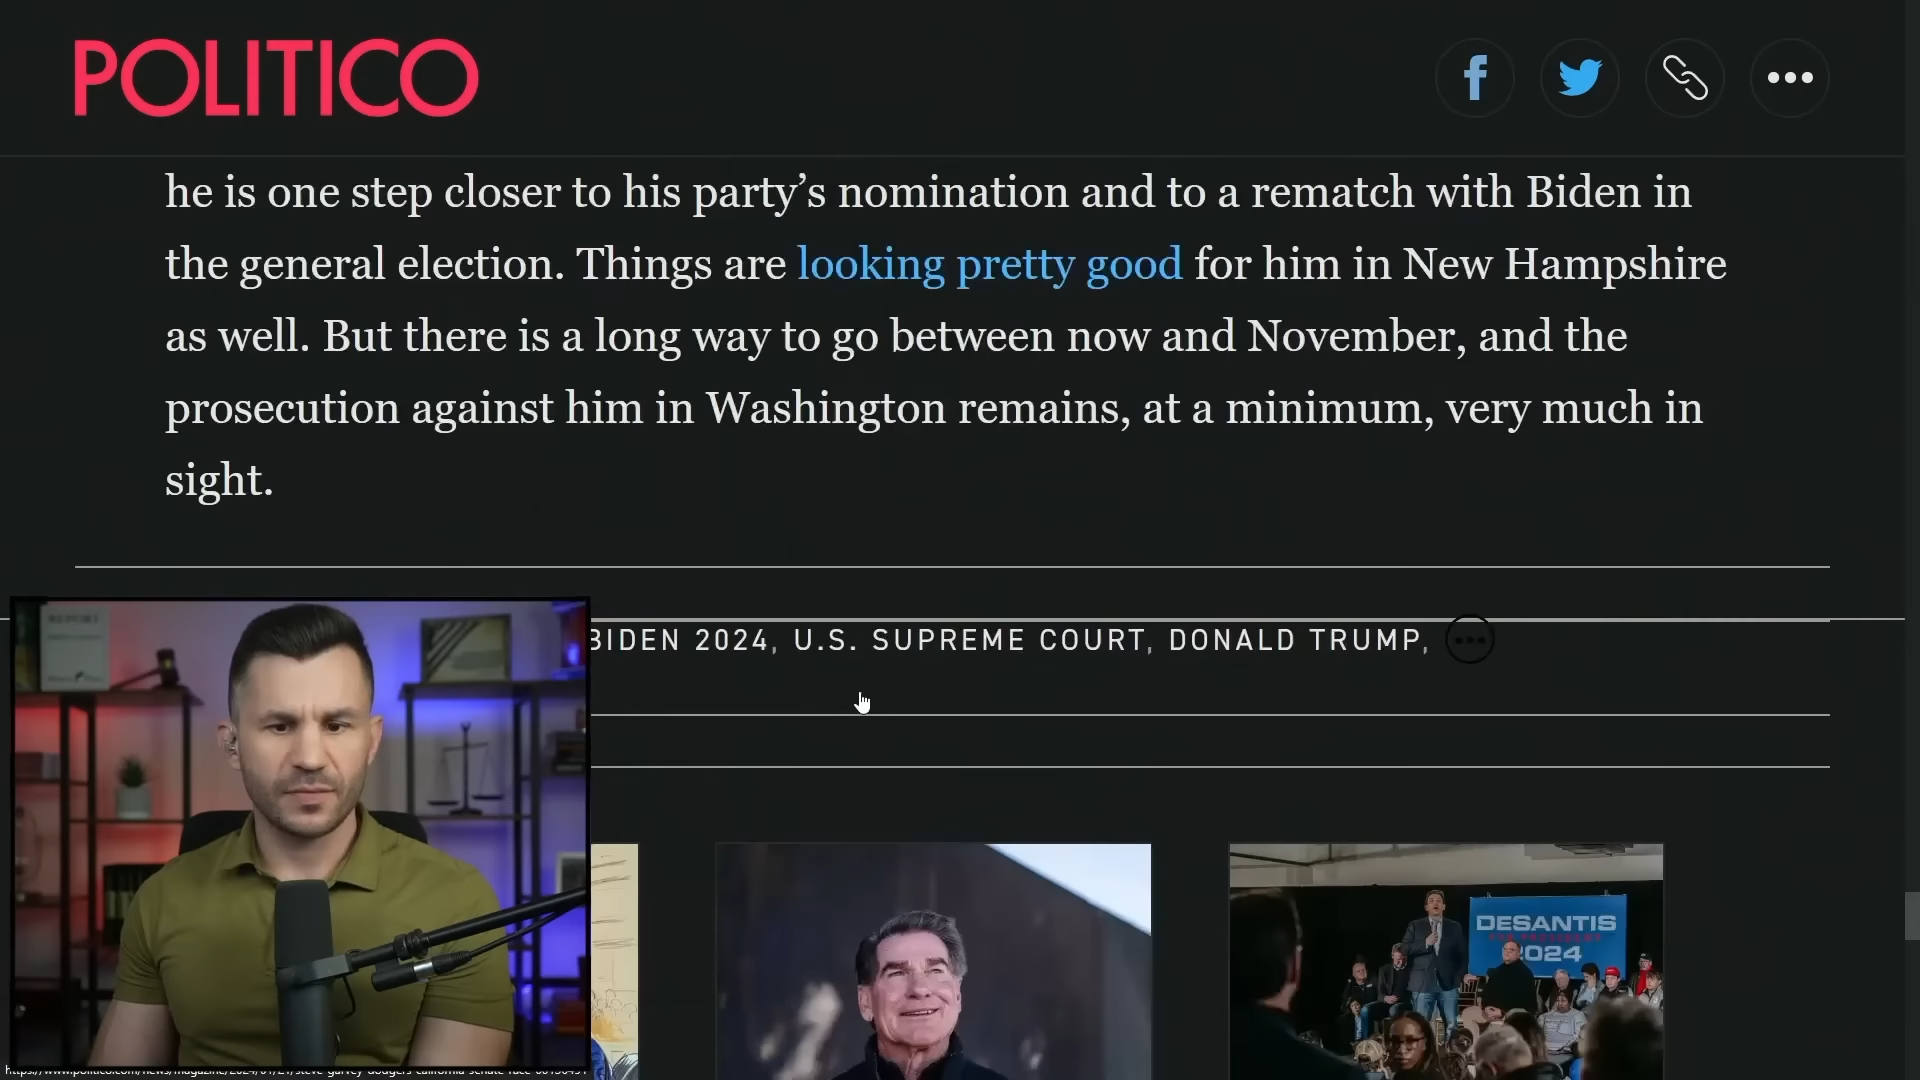 POLITICO
he is one step closer to his party’s nomination and to a rematch with Biden in
the general election. Things are looking pretty good for him in New Hampshire
as well. But there is a long way to go between now and November, and the
prosecution against him in Washington remains, at a minimum, very much in
sight.
BIDEN 2024, U.S. SUPREME COURT, DONALD TRUMP,
REPORT
DESANTIS
2024